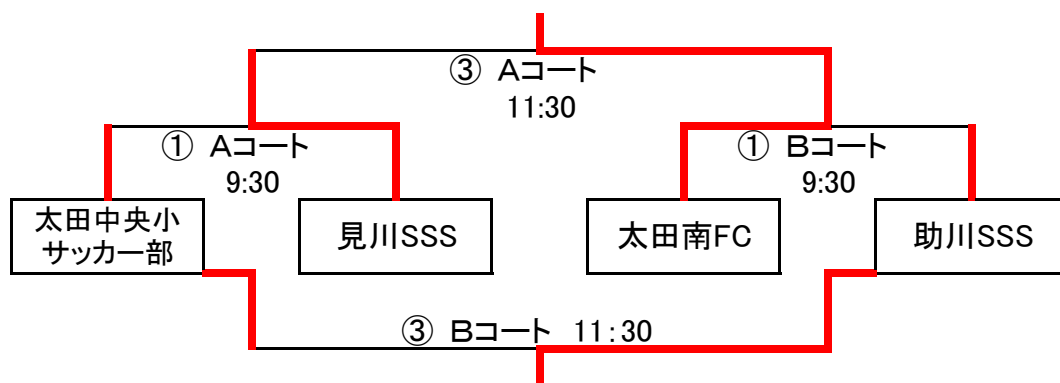 ③ Aコート
11:30
① Aコート
9:30
① Bコート
9:30
太田中央小
サッカー部
見川SSS
太田南FC
助川SSS
③ Bコート 11:30